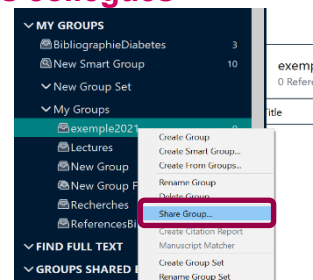 MY GROUPS
BibliographieDiabetes 3
New Smart Group 10
New Group Set
My Groups
exemple2021
Lectures
New Group
New Group F
Recherches
ReferencesBi
FIND FULL TEXT
GROUPS SHARED
exemp
0 Refere
Title
Create Group
Create Smart Group...
Create From Groups...
Rename Group
Delete Group
Share Group...
Create Citation Report
Manuscript Matcher
Create Group Set
Rename Group Set